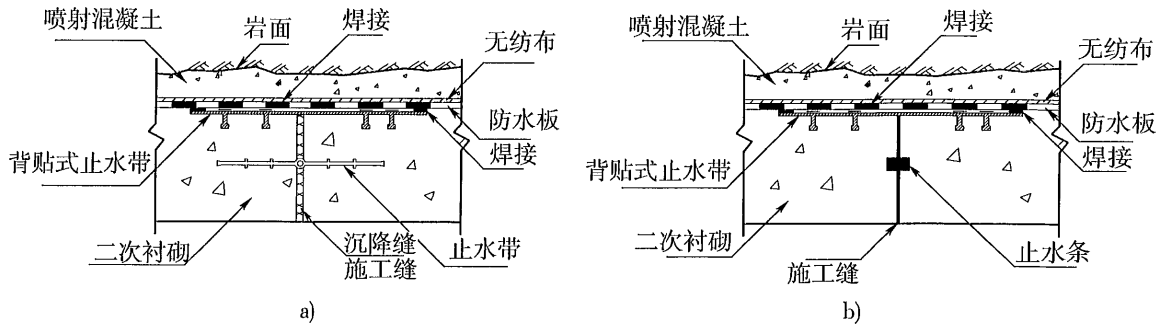 喷射混凝土
岩面
焊接
无纺布
防水板
焊接
背贴式止水带
二次衬砌
沉降缝
施工缝
止水带
a)
喷射混凝土
岩面
焊接
无纺布
防水板
焊接
背贴式止水带
二次衬砌
施工缝
止水条
b)